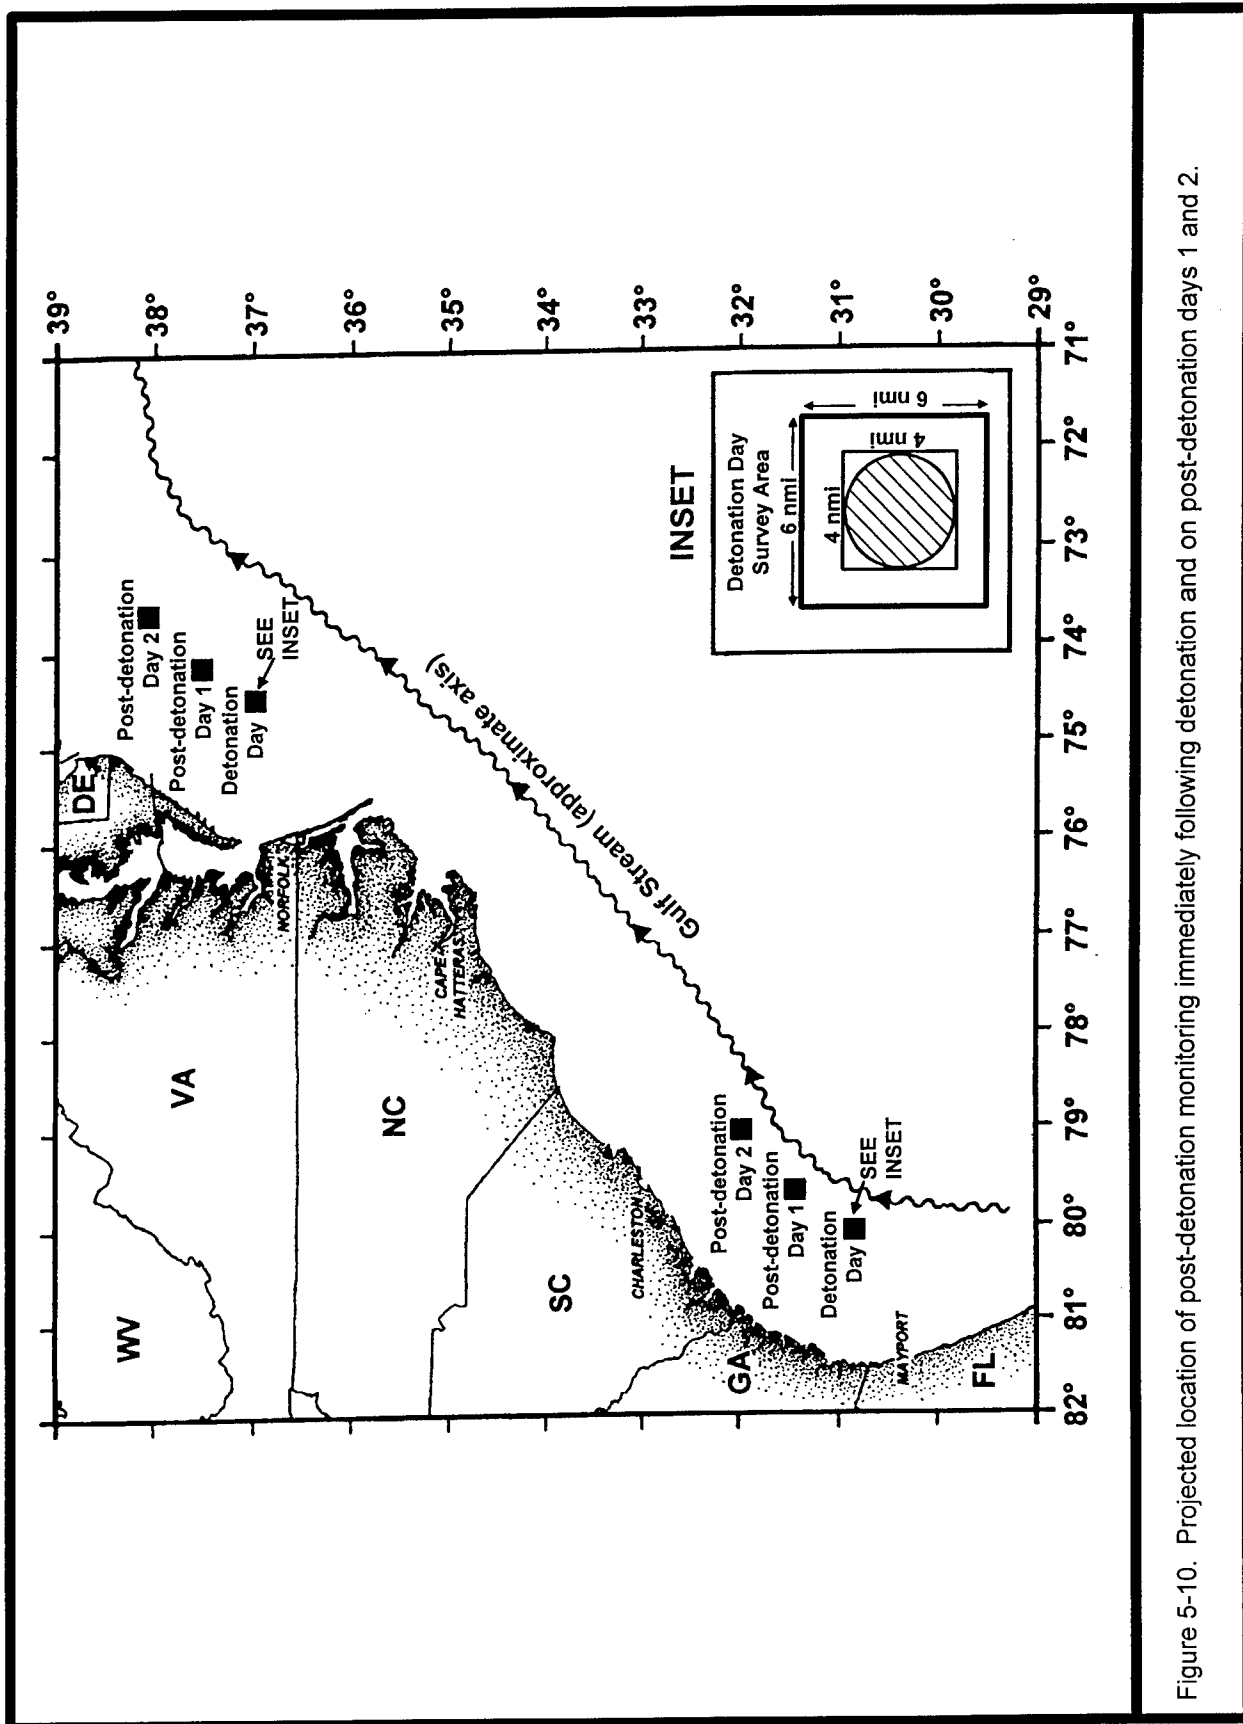 39°
38°
37°
36°
35°
34°
33°
32°
31°
30°
29°
82°
81°
80°
79°
78°
77°
76°
75°
74°
73°
72°
71°
WV
VA
DE
NC
SC
GA
FL
NORFOLK
CAPE
HATTERAS
CHARLESTON
MAYPORT
Post-detonation
Day 2
Post-detonation
Day 1
Detonation
Day
SEE
INSET
Gulf Stream (approximate axis)
Post-detonation
Day 2
Post-detonation
Day 1
Detonation
Day
SEE
INSET
INSET
Detonation Day
Survey Area
6 nmi
4 nmi
4 nmi
6 nmi
Figure 5-10. Projected location of post-detonation monitoring immediately following detonation and on post-detonation days 1 and 2.